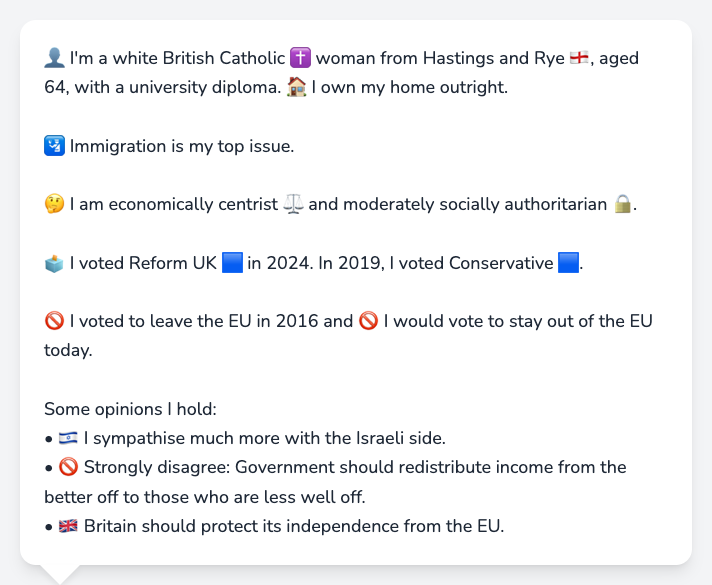 👤 I'm a white British Catholic ✝️ woman from Hastings and Rye 🏴󠁧󠁢󠁥󠁮󠁧󠁿, aged
64, with a university diploma. 🏠 I own my home outright.
🛂 Immigration is my top issue.
🤔 I am economically centrist ⚖️ and moderately socially authoritarian 🔒.
🗳️ I voted Reform UK 🟦 in 2024. In 2019, I voted Conservative 🟦.
🚫 I voted to leave the EU in 2016 and 🚫 I would vote to stay out of the EU
today.
Some opinions I hold:
• 🇮🇱 I sympathise much more with the Israeli side.
• 🚫 Strongly disagree: Government should redistribute income from the
better off to those who are less well off.
• 🇬🇧 Britain should protect its independence from the EU.